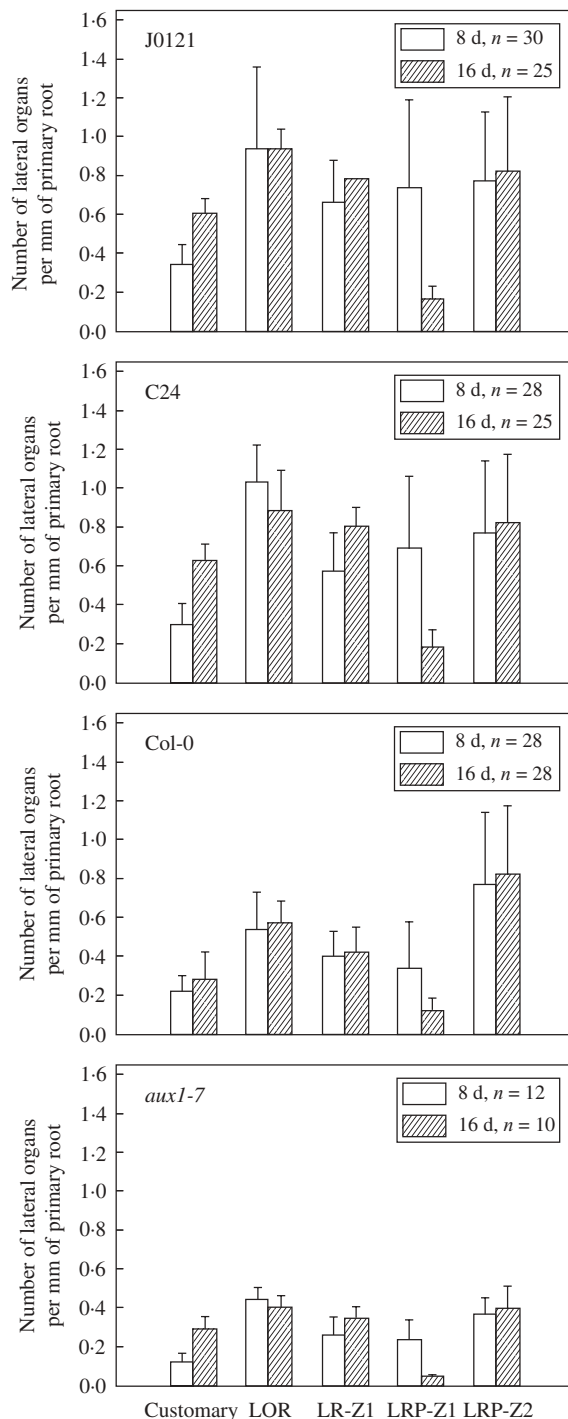 J0121
8 d, n = 30
16 d, n = 25
Number of lateral organs
per mm of primary root
1·6
1·4
1·2
1·0
0·8
0·6
0·4
0·2
0·0
C24
8 d, n = 28
16 d, n = 25
Number of lateral organs
per mm of primary root
1·6
1·4
1·2
1·0
0·8
0·6
0·4
0·2
0·0
Col-0
8 d, n = 28
16 d, n = 28
Number of lateral organs
per mm of primary root
1·6
1·4
1·2
1·0
0·8
0·6
0·4
0·2
0·0
aux1-7
8 d, n = 12
16 d, n = 10
Number of lateral organs
per mm of primary root
1·6
1·4
1·2
1·0
0·8
0·6
0·4
0·2
0·0
Customary LOR LR-Z1 LRP-Z1 LRP-Z2